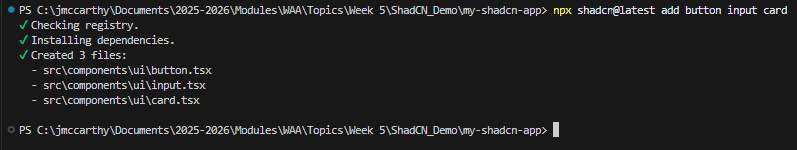 PS C:\jmccarthy\Documents\2025-2026\Modules\WAA\Topics\Week 5\ShadCN_Demo\my-shadcn-app> npx shadcn@latest add button input card
✓ Checking registry.
✓ Installing dependencies.
✓ Created 3 files:
- src\components\ui\button.tsx
- src\components\ui\input.tsx
- src\components\ui\card.tsx
PS C:\jmccarthy\Documents\2025-2026\Modules\WAA\Topics\Week 5\ShadCN_Demo\my-shadcn-app>